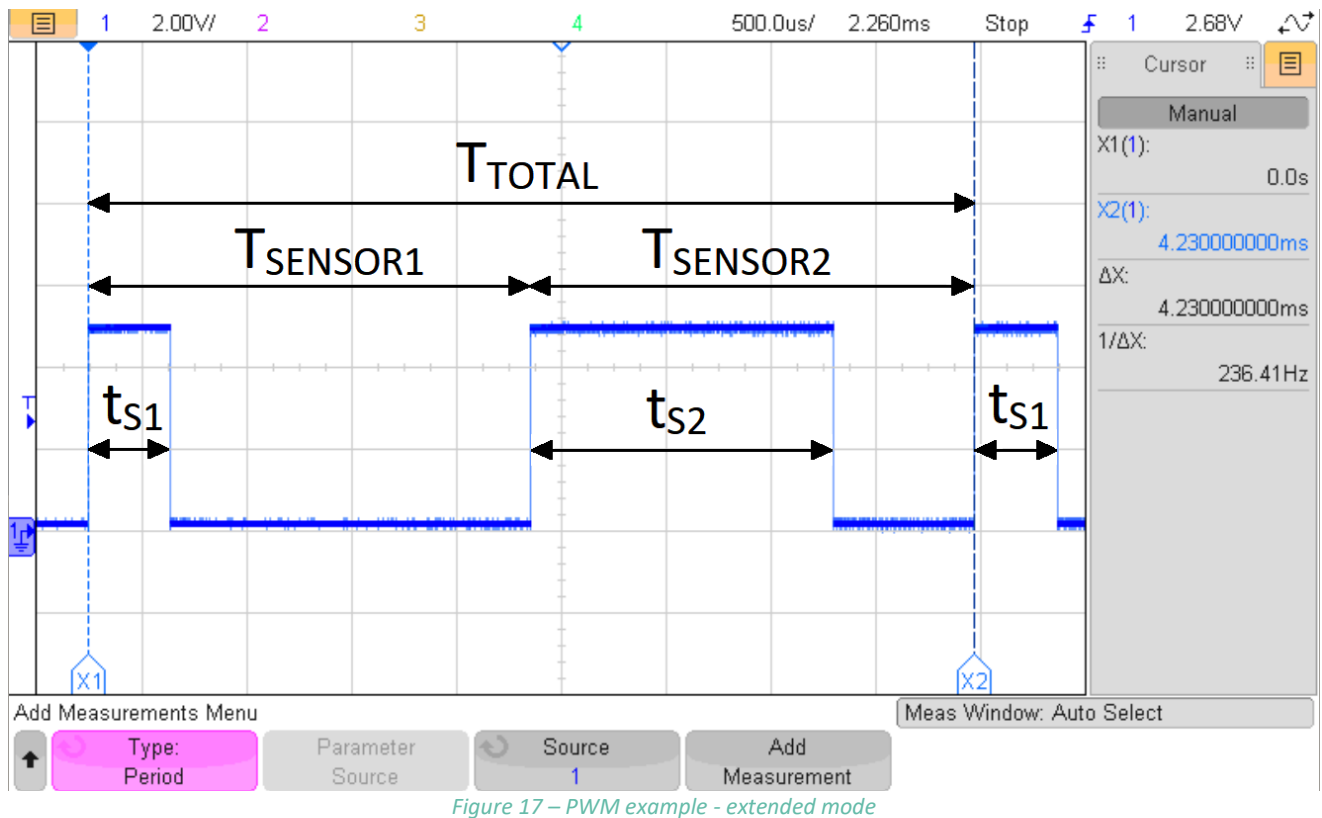 1 2.00V/ 2 3 4 500.0us/ 2.260ms Stop 1 2.68V
Cursor
Manual
X1(1):
0.0s
X2(1):
4.230000000ms
ΔX:
4.230000000ms
1/ΔX:
236.41Hz
TTOTAL
TSENSOR1 TSENSOR2
tS1 tS2 tS1
T
1
X1 X2
Add Measurements Menu Meas Window: Auto Select
Type: Parameter Source Add
Period Source 1 Measurement
Figure 17 – PWM example - extended mode